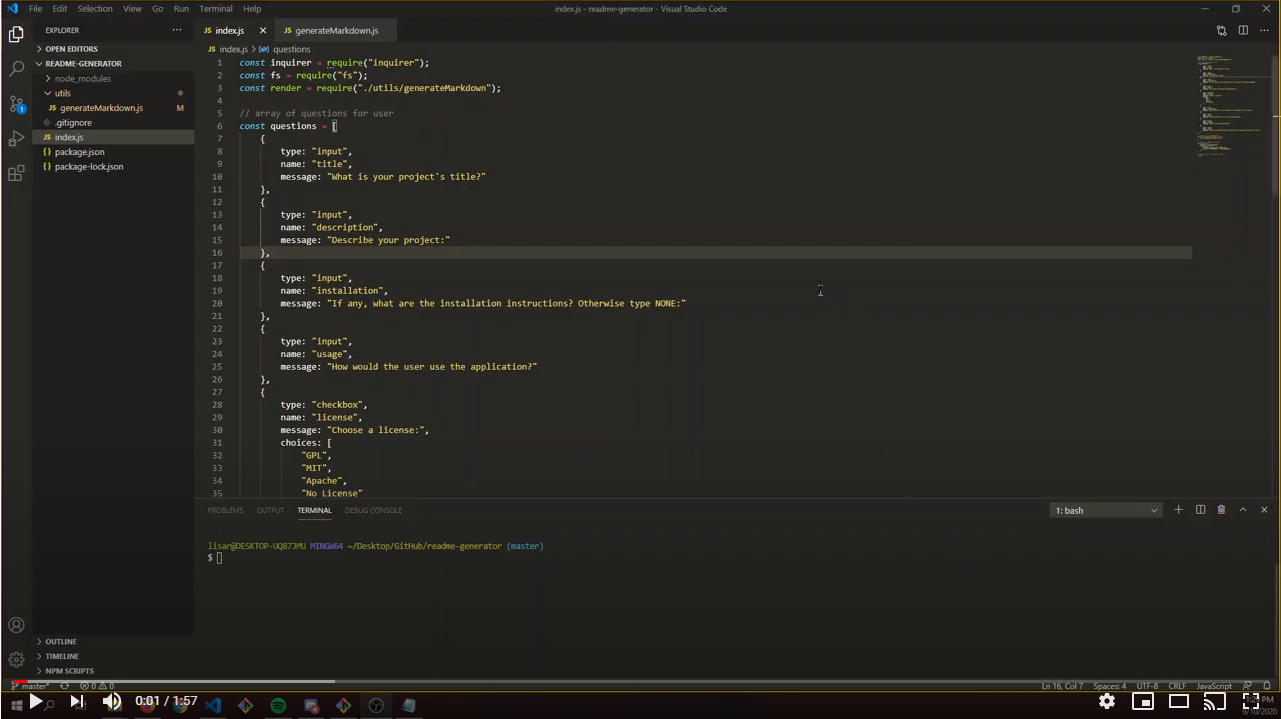 File Edit Selection View Go Run Terminal Help
index.js - readme-generator - Visual Studio Code
EXPLORER
OPEN EDITORS
README-GENERATOR
node_modules
utils
generateMarkdown.js M
.gitignore
index.js
package.json
package-lock.json
OUTLINE
TIMELINE
NPM SCRIPTS
JS index.js
JS generateMarkdown.js
JS index.js > questions
1 const inquirer = require("inquirer");
2 const fs = require("fs");
3 const render = require("./utils/generateMarkdown");
4
5 // array of questions for user
6 const questions = [
7 {
8 type: "input",
9 name: "title",
10 message: "What is your project's title?"
11 },
12 {
13 type: "input",
14 name: "description",
15 message: "Describe your project:"
16 },
17 {
18 type: "input",
19 name: "installation",
20 message: "If any, what are the installation instructions? Otherwise type NONE:"
21 },
22 {
23 type: "input",
24 name: "usage",
25 message: "How would the user use the application?"
26 },
27 {
28 type: "checkbox",
29 name: "license",
30 message: "Choose a license:",
31 choices: [
32 "GPL",
33 "MIT",
34 "Apache",
35 "No License"
PROBLEMS OUTPUT TERMINAL DEBUG CONSOLE
1: bash
lisar@DESKTOP-UQ87JMU MINGW64 ~/Desktop/GitHub/readme-generator (master)
$
master* 0 0
Ln 16, Col 7 Spaces: 4 UTF-8 CRLF JavaScript
0:01 / 1:57
9/10/2020